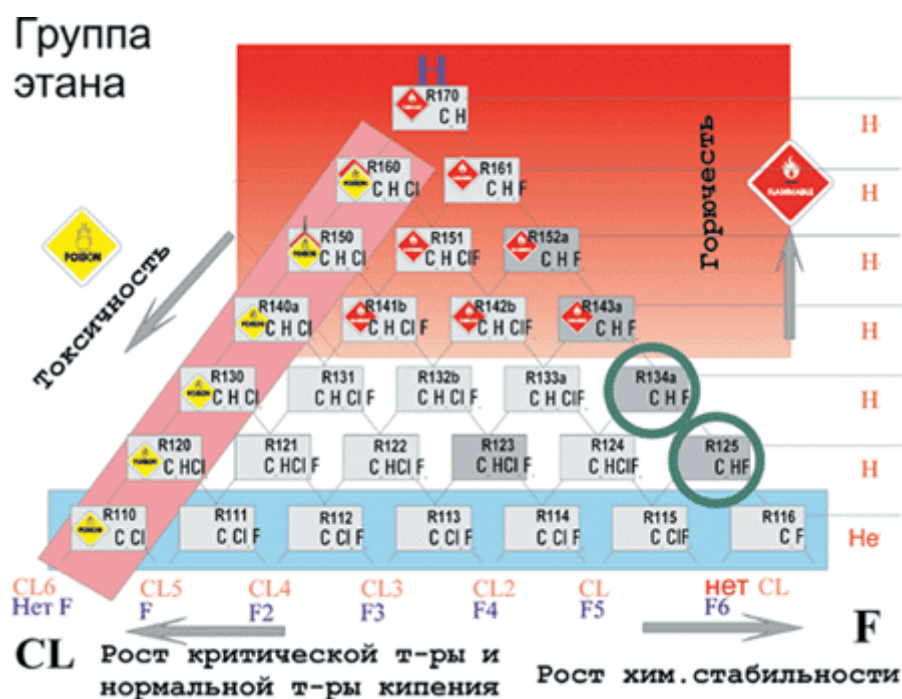 Группа
этана
H
R170
C H
H
R160
C H Cl
R161
C H F
H
FLAMMABLE
POISON
Токсичность
Горючесть
R150
C H Cl
R151
C H ClF
R152a
C H F
H
R140a
C H Cl
R141b
C H Cl F
R142b
C H ClF
R143a
C H F
H
R130
C H Cl
R131
C H Cl F
R132b
C H Cl F
R133a
C H ClF
R134a
C H F
H
R120
C HCl
R121
C HCl F
R122
C HCl F
R123
C HCl F
R124
C HClF
R125
C HF
H
R110
C Cl
R111
C Cl F
R112
C Cl F
R113
C Cl F
R114
C Cl F
R115
C ClF
R116
C F
Не
CL6 CL5 CL4 CL3 CL2 CL нет CL
Нет F F F2 F3 F4 F5 F6
CL
Рост критической т-ры и
нормальной т-ры кипения
Рост хим.стабильности
F